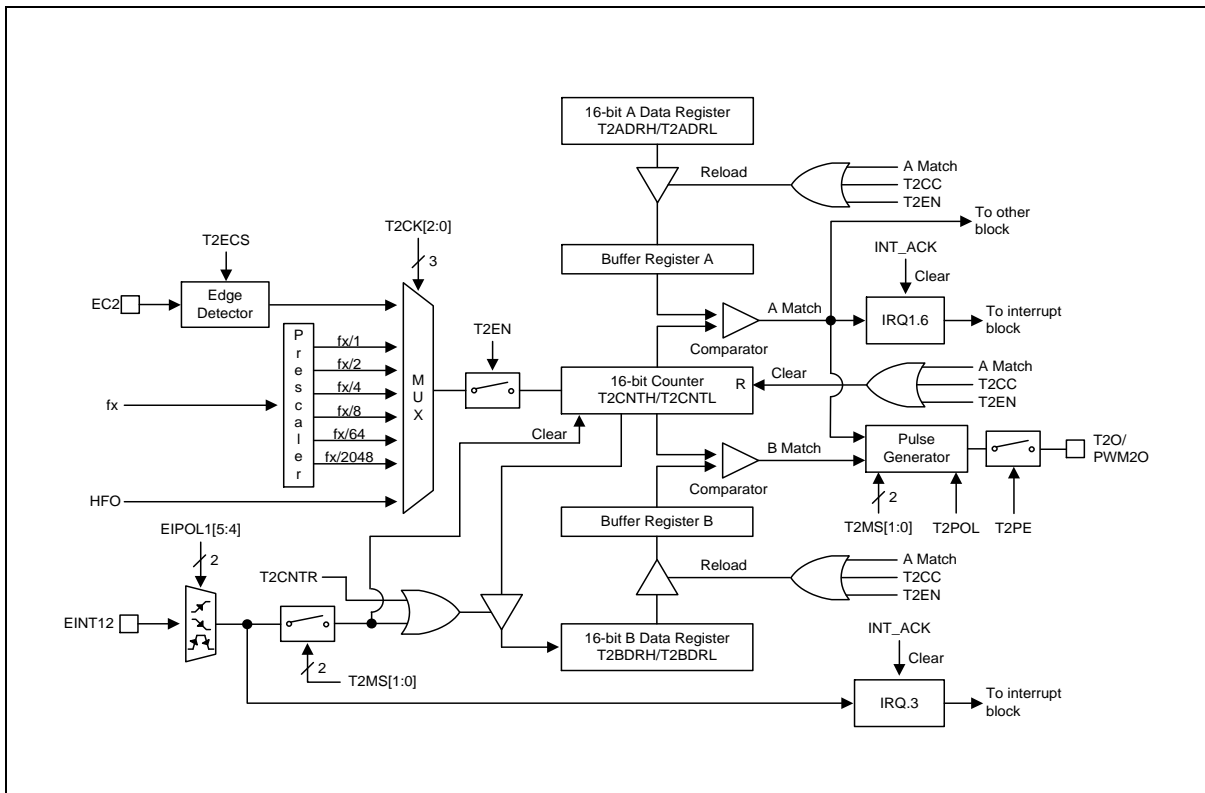 16-bit A Data Register
T2ADRH/T2ADRL
Reload
A Match
T2CC
T2EN
To other
block
T2CK[2:0]
3
T2ECS
Buffer Register A
INT_ACK
Clear
EC2
Edge
Detector
A Match
IRQ1.6
To interrupt
block
Comparator
T2EN
Prescaler
fx/1
fx/2
fx/4
fx/8
fx/64
fx/2048
MUX
fx
16-bit Counter
T2CNTH/T2CNTL
R
Clear
A Match
T2CC
T2EN
Clear
B Match
Comparator
Pulse
Generator
T2O/
PWM2O
HFO
2
T2MS[1:0]
T2POL
T2PE
Buffer Register B
EIPOL1[5:4]
2
Reload
A Match
T2CC
T2EN
T2CNTR
EINT12
16-bit B Data Register
T2BDRH/T2BDRL
2
T2MS[1:0]
INT_ACK
Clear
IRQ.3
To interrupt
block